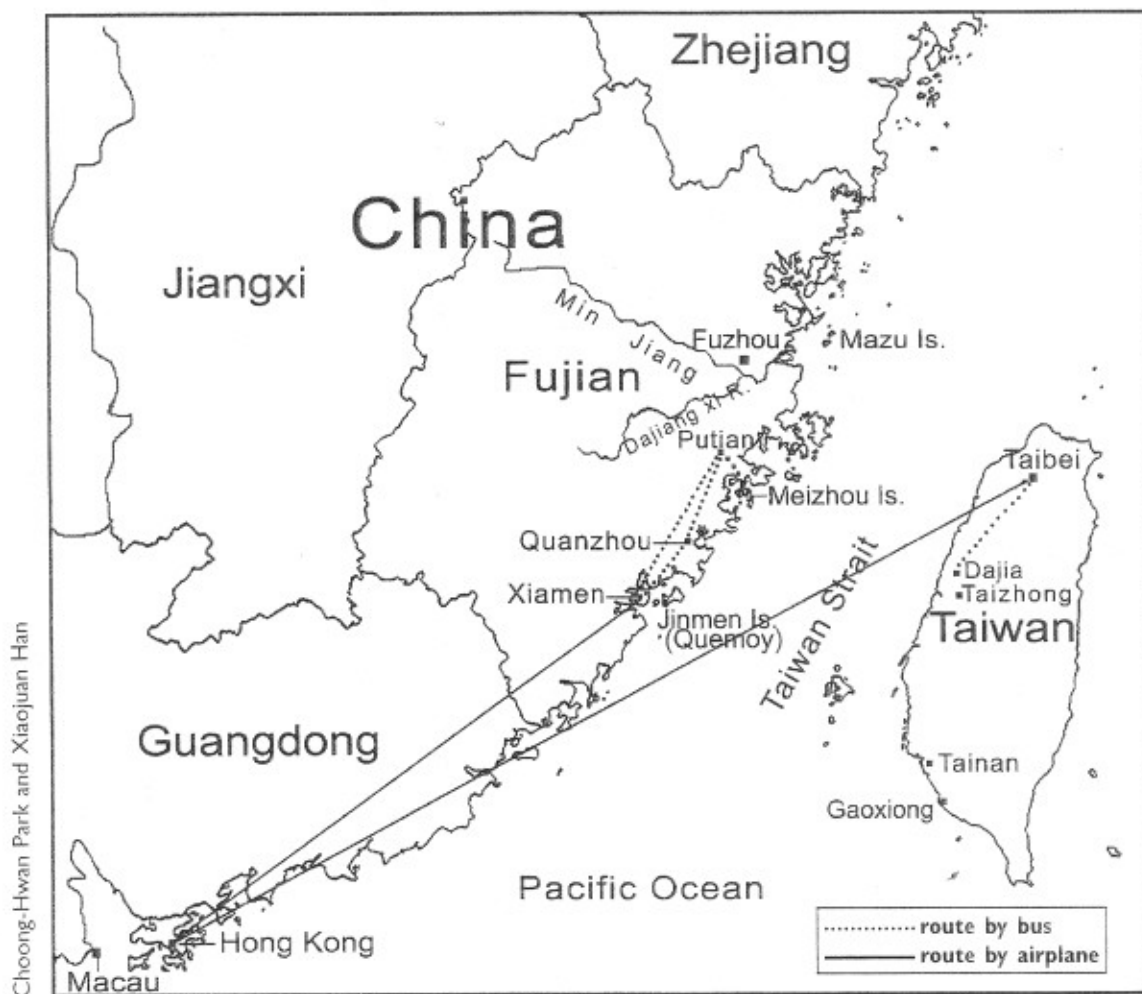 Zhejiang
China
Jiangxi
Min Jiang
Fuzhou
Mazu Is.
Fujian
Dajiang xi R.
Putian
Taibei
Meizhou Is.
Quanzhou
Dajia
Xiamen
Taizhong
Jinmen Is.
(Quemoy)
Taiwan
Taiwan Strait
Guangdong
Tainan
Gaoxiong
Pacific Ocean
route by bus
route by airplane
Hong Kong
Macau
Choong-Hwan Park and Xiaojuan Han